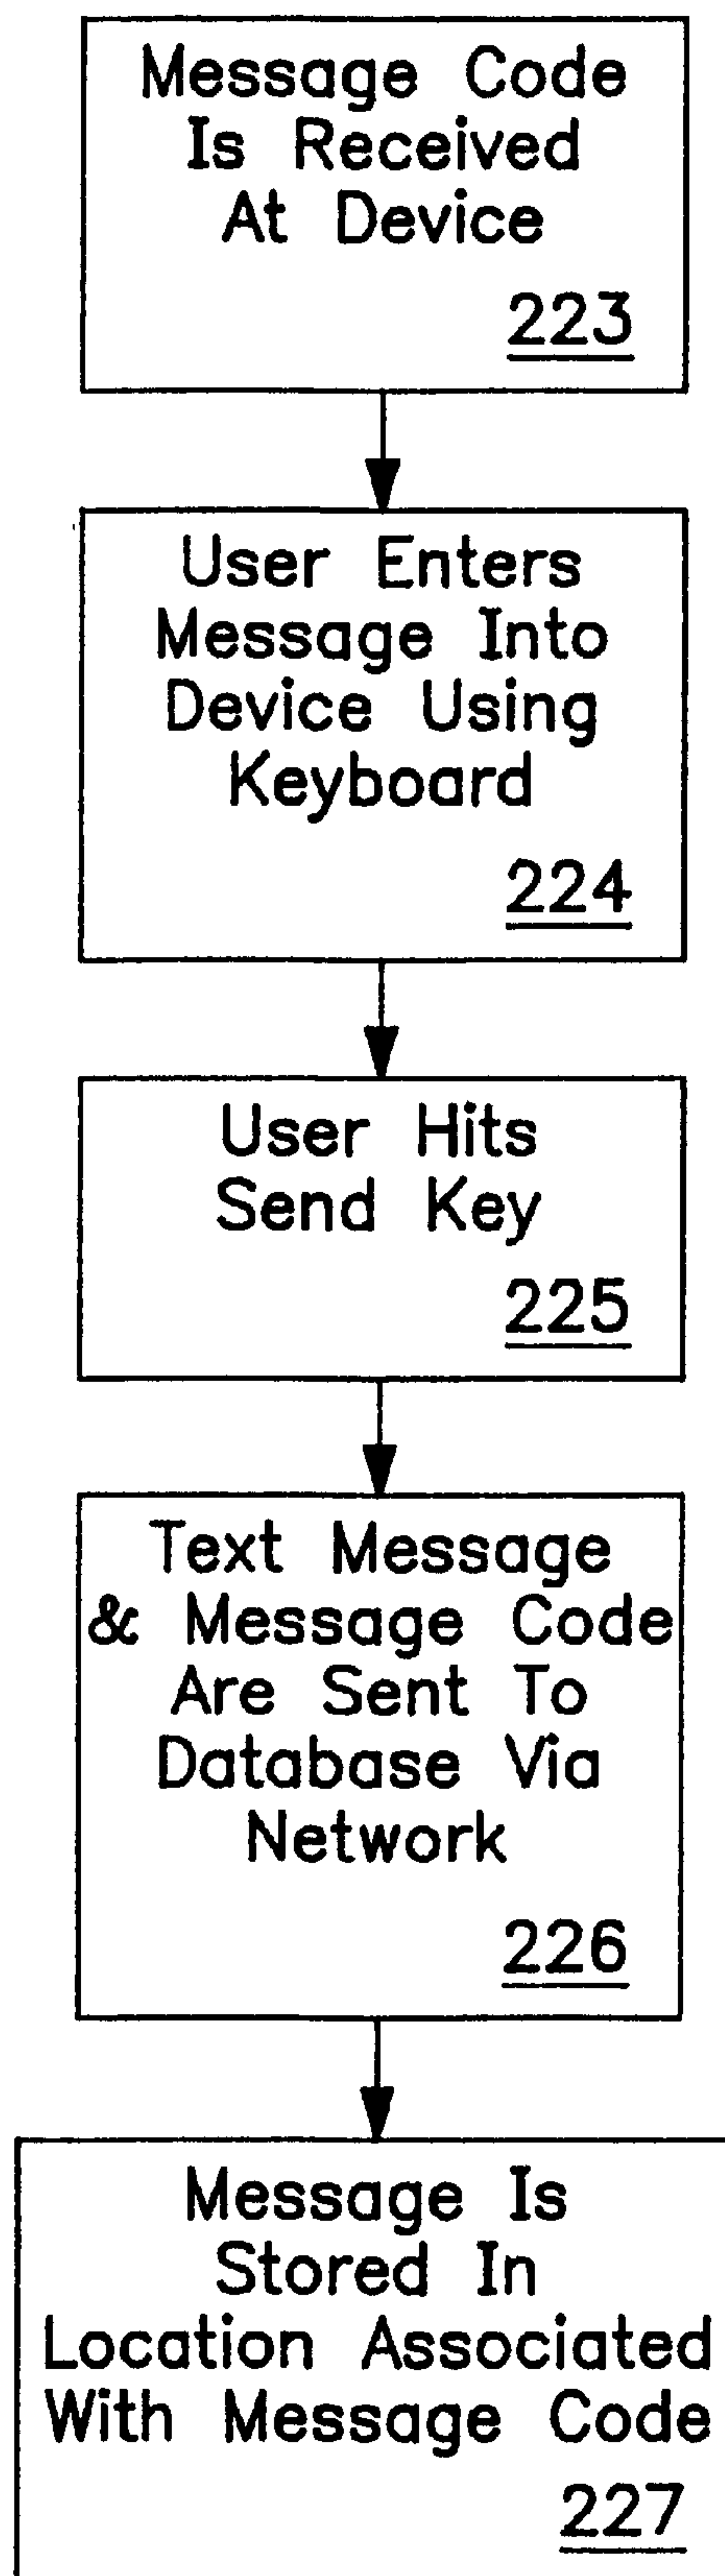 Message Code
Is Received
At Device
223
User Enters
Message Into
Device Using
Keyboard
224
User Hits
Send Key
225
Text Message
& Message Code
Are Sent To
Database Via
Network
226
Message Is
Stored In
Location Associated
With Message Code
227